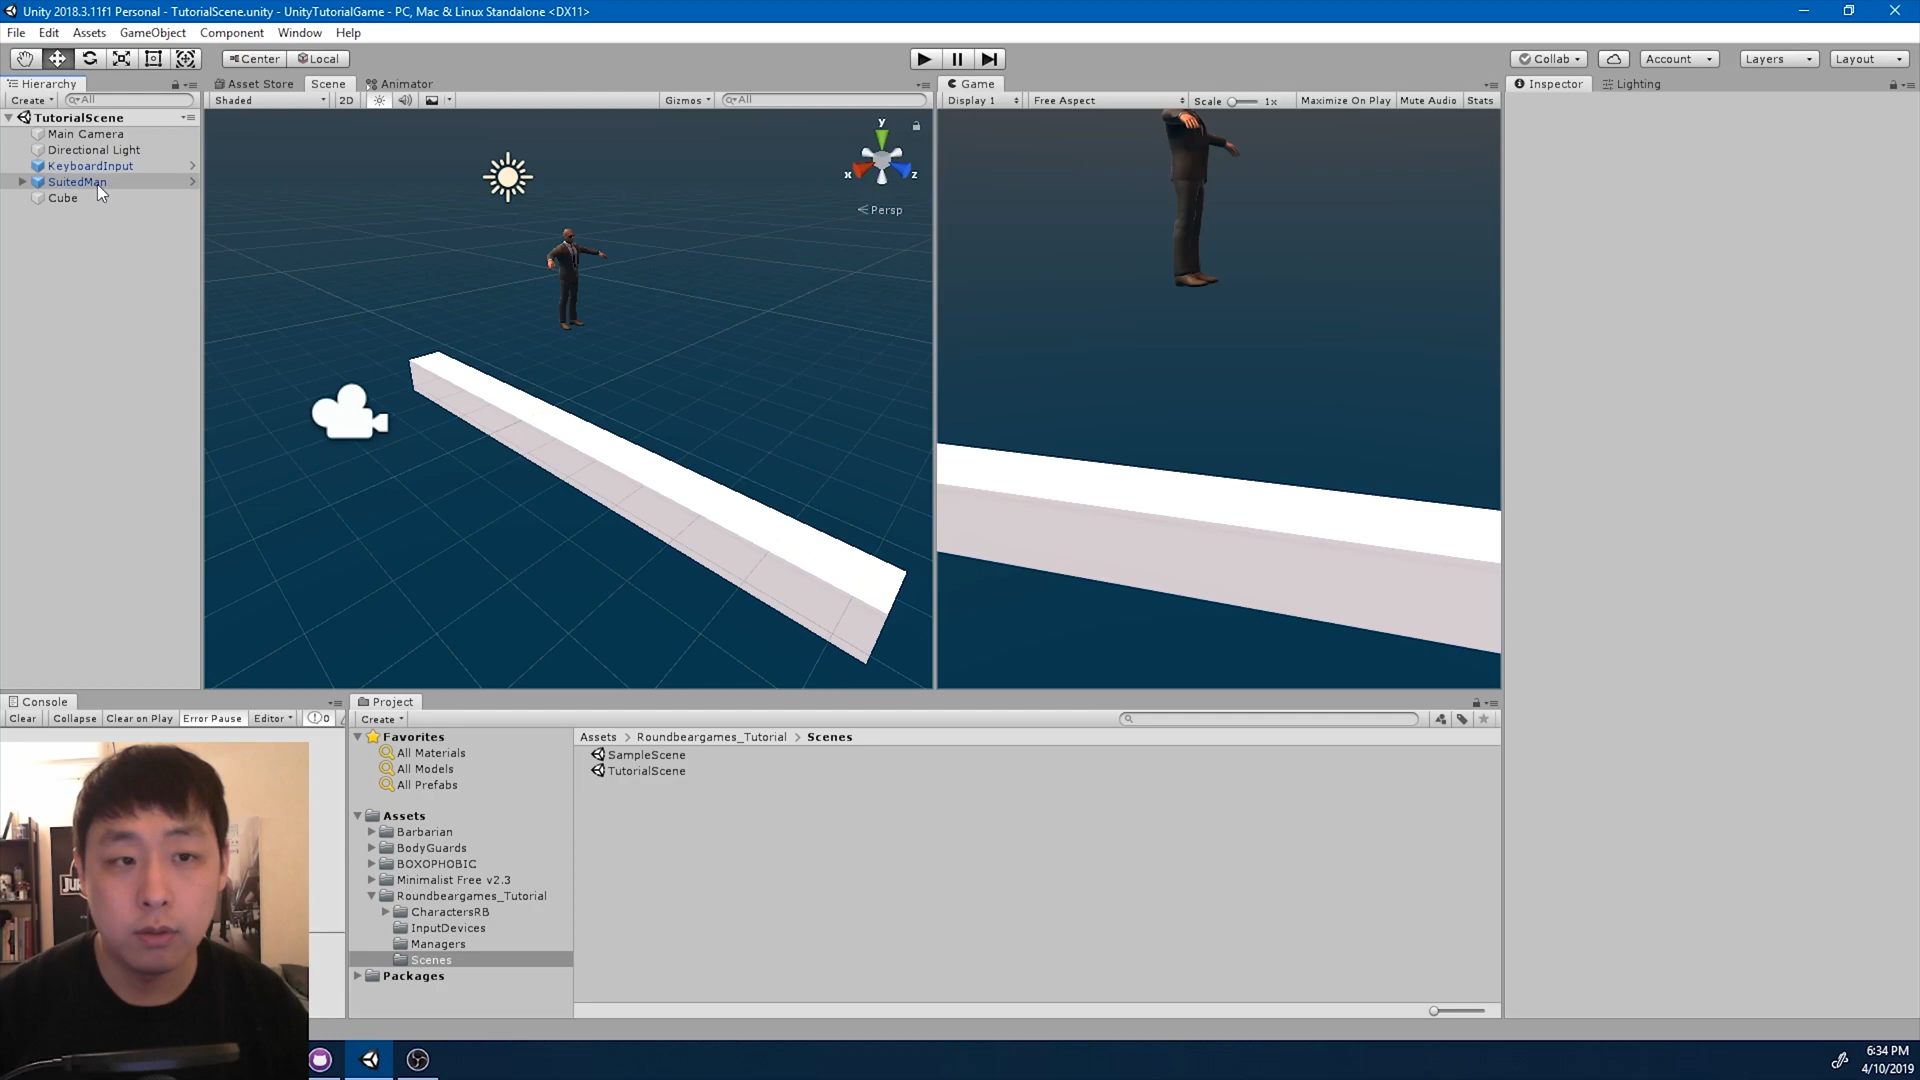 Unity 2018.3.11f1 Personal - TutorialScene.unity - UnityTutorialGame - PC, Mac & Linux Standalone <DX11>
File Edit Assets GameObject Component Window Help
Center Local Collab Account Layers Layout
Hierarchy Asset Store Scene Animator Game Inspector Lighting
Create All Shaded 2D Gizmos All Display 1 Free Aspect Scale 1x Maximize On Play Mute Audio Stats
TutorialScene
Main Camera
Directional Light
KeyboardInput
SuitedMan
Cube
y
x z
Persp
Console Project
Clear Collapse Clear on Play Error Pause Editor 0 Create
Favorites
All Materials
All Models
All Prefabs
Assets
Barbarian
BodyGuards
BOXOPHOBIC
Minimalist Free v2.3
Roundbeargames_Tutorial
CharactersRB
InputDevices
Managers
Scenes
Packages
Assets > Roundbeargames_Tutorial > Scenes
SampleScene
TutorialScene
6:34 PM
4/10/2019